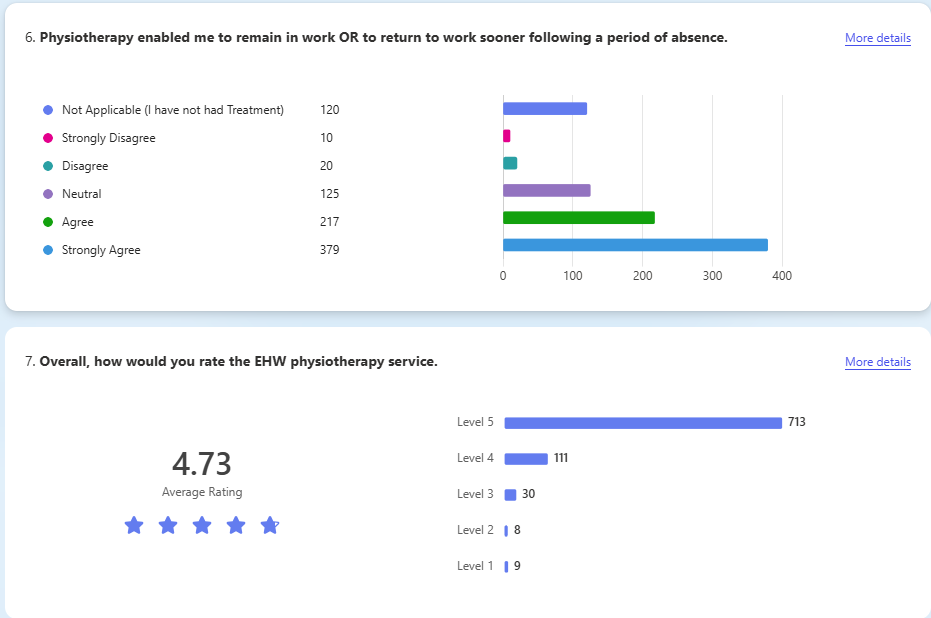 6. Physiotherapy enabled me to remain in work OR to return to work sooner following a period of absence.
More details
Not Applicable (I have not had Treatment) 120
Strongly Disagree 10
Disagree 20
Neutral 125
Agree 217
Strongly Agree 379
0 100 200 300 400
7. Overall, how would you rate the EHW physiotherapy service.
More details
4.73
Average Rating
Level 5 713
Level 4 111
Level 3 30
Level 2 8
Level 1 9